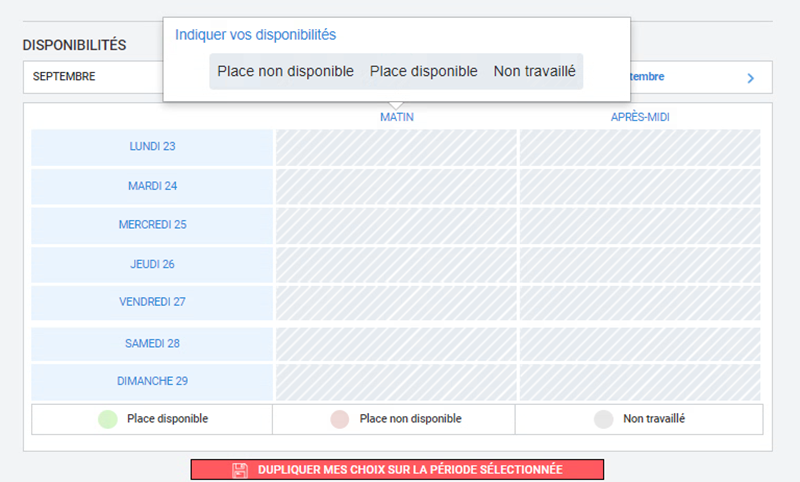 Indiquer vos disponibilités
Place non disponible Place disponible Non travaillé
DISPONIBILITÉS
SEPTEMBRE
tembre
MATIN APRÈS-MIDI
LUNDI 23
MARDI 24
MERCREDI 25
JEUDI 26
VENDREDI 27
SAMEDI 28
DIMANCHE 29
Place disponible Place non disponible Non travaillé
DUPLIQUER MES CHOIX SUR LA PÉRIODE SÉLECTIONNÉE